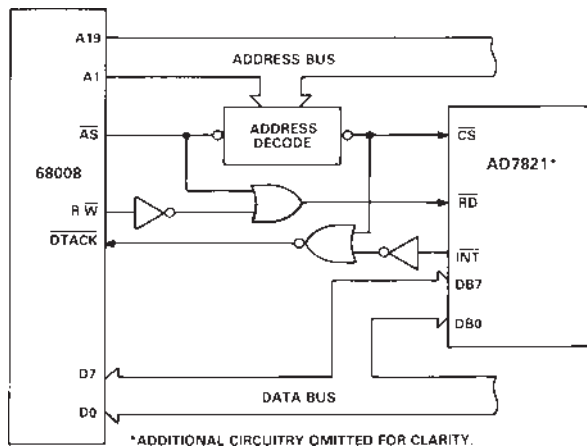 A19
ADDRESS BUS
A1
AS
ADDRESS
DECODE
CS
AD7821*
68008
R W
RD
DTACK
INT
DB7
DB0
D7
DATA BUS
D0
*ADDITIONAL CIRCUITRY OMITTED FOR CLARITY.